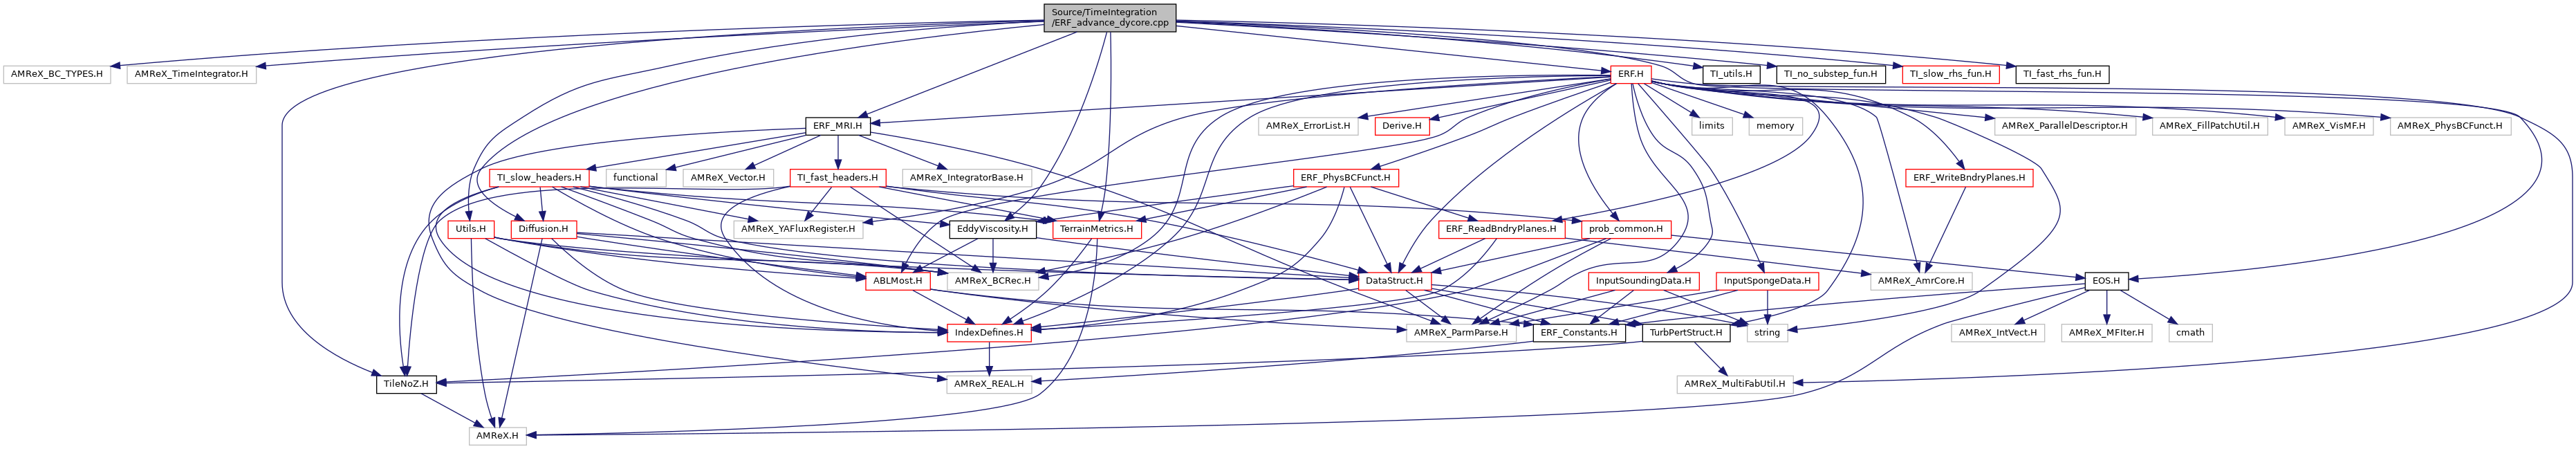 Source/TimeIntegration
/ERF_advance_dycore.cpp
AMReX_BC_TYPES.H
AMReX_TimeIntegrator.H
ERF.H
TI_utils.H
TI_no_substep_fun.H
TI_slow_rhs_fun.H
TI_fast_rhs_fun.H
ERF_MRI.H
AMReX_ErrorList.H
Derive.H
limits
memory
AMReX_ParallelDescriptor.H
AMReX_FillPatchUtil.H
AMReX_VisMF.H
AMReX_PhysBCFunct.H
TI_slow_headers.H
functional
AMReX_Vector.H
TI_fast_headers.H
AMReX_IntegratorBase.H
ERF_PhysBCFunct.H
ERF_WriteBndryPlanes.H
Utils.H
Diffusion.H
AMReX_YAFluxRegister.H
EddyViscosity.H
TerrainMetrics.H
ERF_ReadBndryPlanes.H
prob_common.H
ABLMost.H
AMReX_BCRec.H
DataStruct.H
InputSoundingData.H
InputSpongeData.H
AMReX_AmrCore.H
EOS.H
IndexDefines.H
AMReX_ParmParse.H
ERF_Constants.H
TurbPertStruct.H
string
AMReX_IntVect.H
AMReX_MFIter.H
cmath
TileNoZ.H
AMReX_REAL.H
AMReX_MultiFabUtil.H
AMReX.H